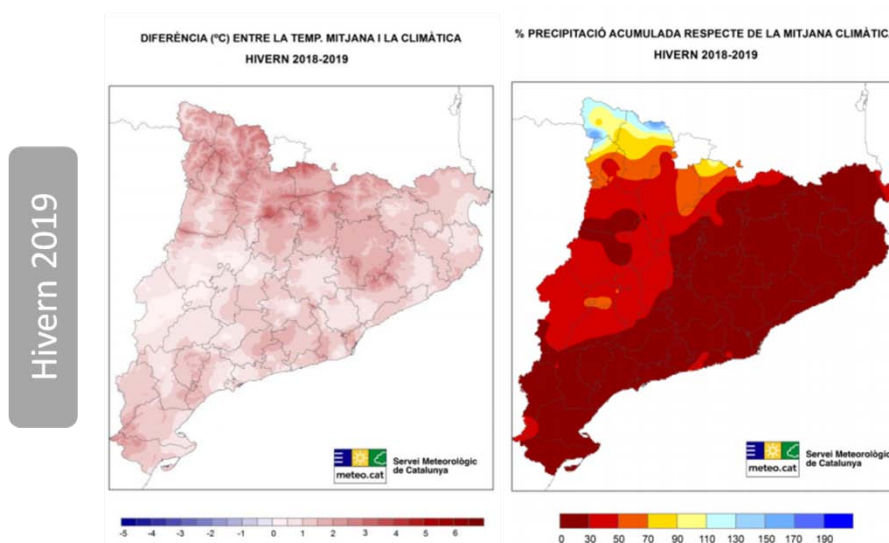 Hivern 2019
DIFERÈNCIA (ºC) ENTRE LA TEMP. MITJANA I LA CLIMÀTICA
HIVERN 2018-2019
meteo.cat
Servei Meteorològic
de Catalunya
-5 -4 -3 -2 -1 0 1 2 3 4 5 6
% PRECIPITACIÓ ACUMULADA RESPECTE DE LA MITJANA CLIMÀTICA
HIVERN 2018-2019
meteo.cat
Servei Meteorològic
de Catalunya
0 30 50 70 90 110 130 150 170 190